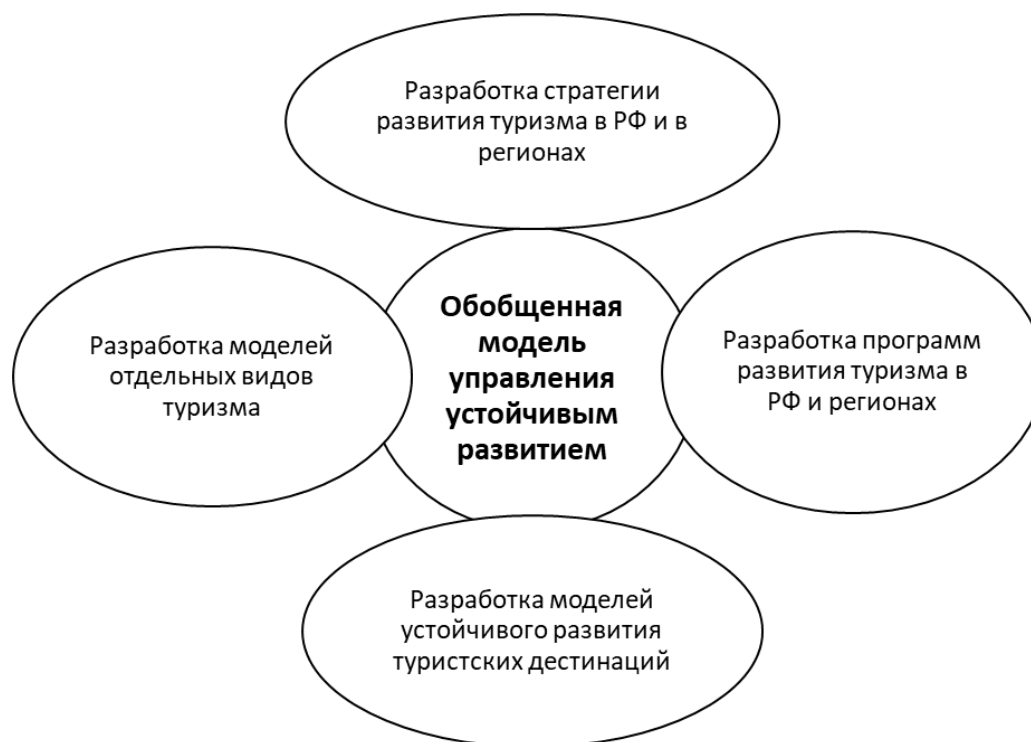 Разработка стратегии
развития туризма в РФ и в
регионах
Обобщенная
модель
управления
устойчивым
развитием
Разработка моделей
отдельных видов
туризма
Разработка программ
развития туризма в
РФ и регионах
Разработка моделей
устойчивого развития
туристских дестинаций